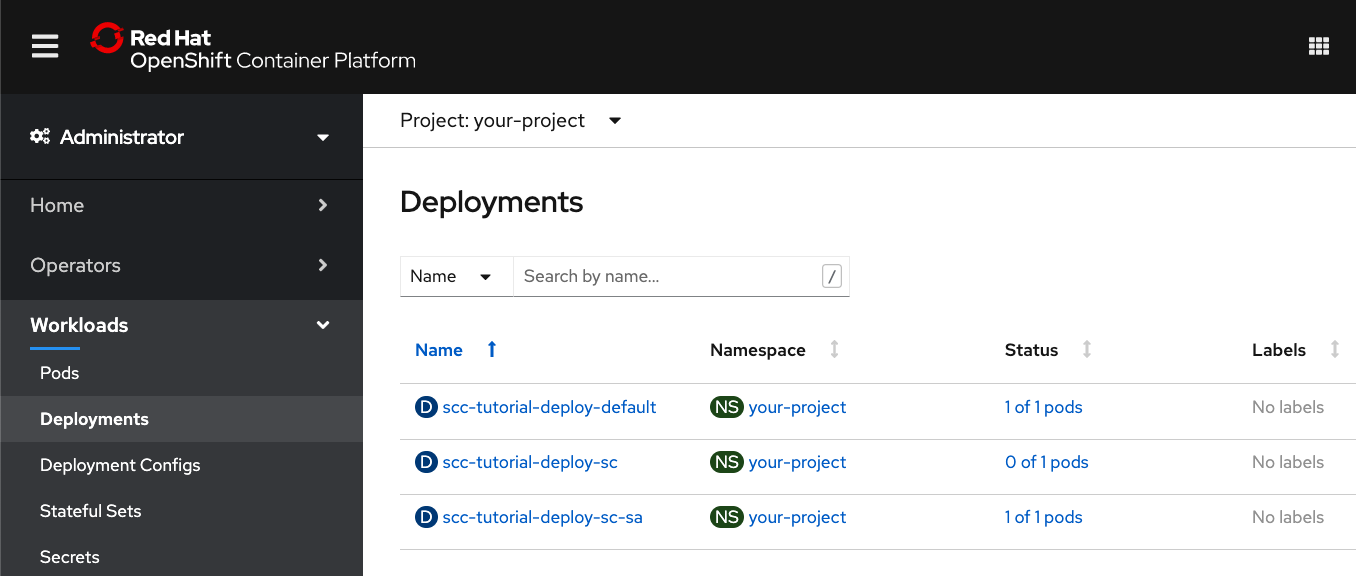 Red Hat
OpenShift Container Platform
Administrator
Home
Operators
Workloads
Pods
Deployments
Deployment Configs
Stateful Sets
Secrets
Project: your-project
Deployments
Name Search by name... /
Name Namespace Status Labels
D scc-tutorial-deploy-default NS your-project 1 of 1 pods No labels
D scc-tutorial-deploy-sc NS your-project 0 of 1 pods No labels
D scc-tutorial-deploy-sc-sa NS your-project 1 of 1 pods No labels